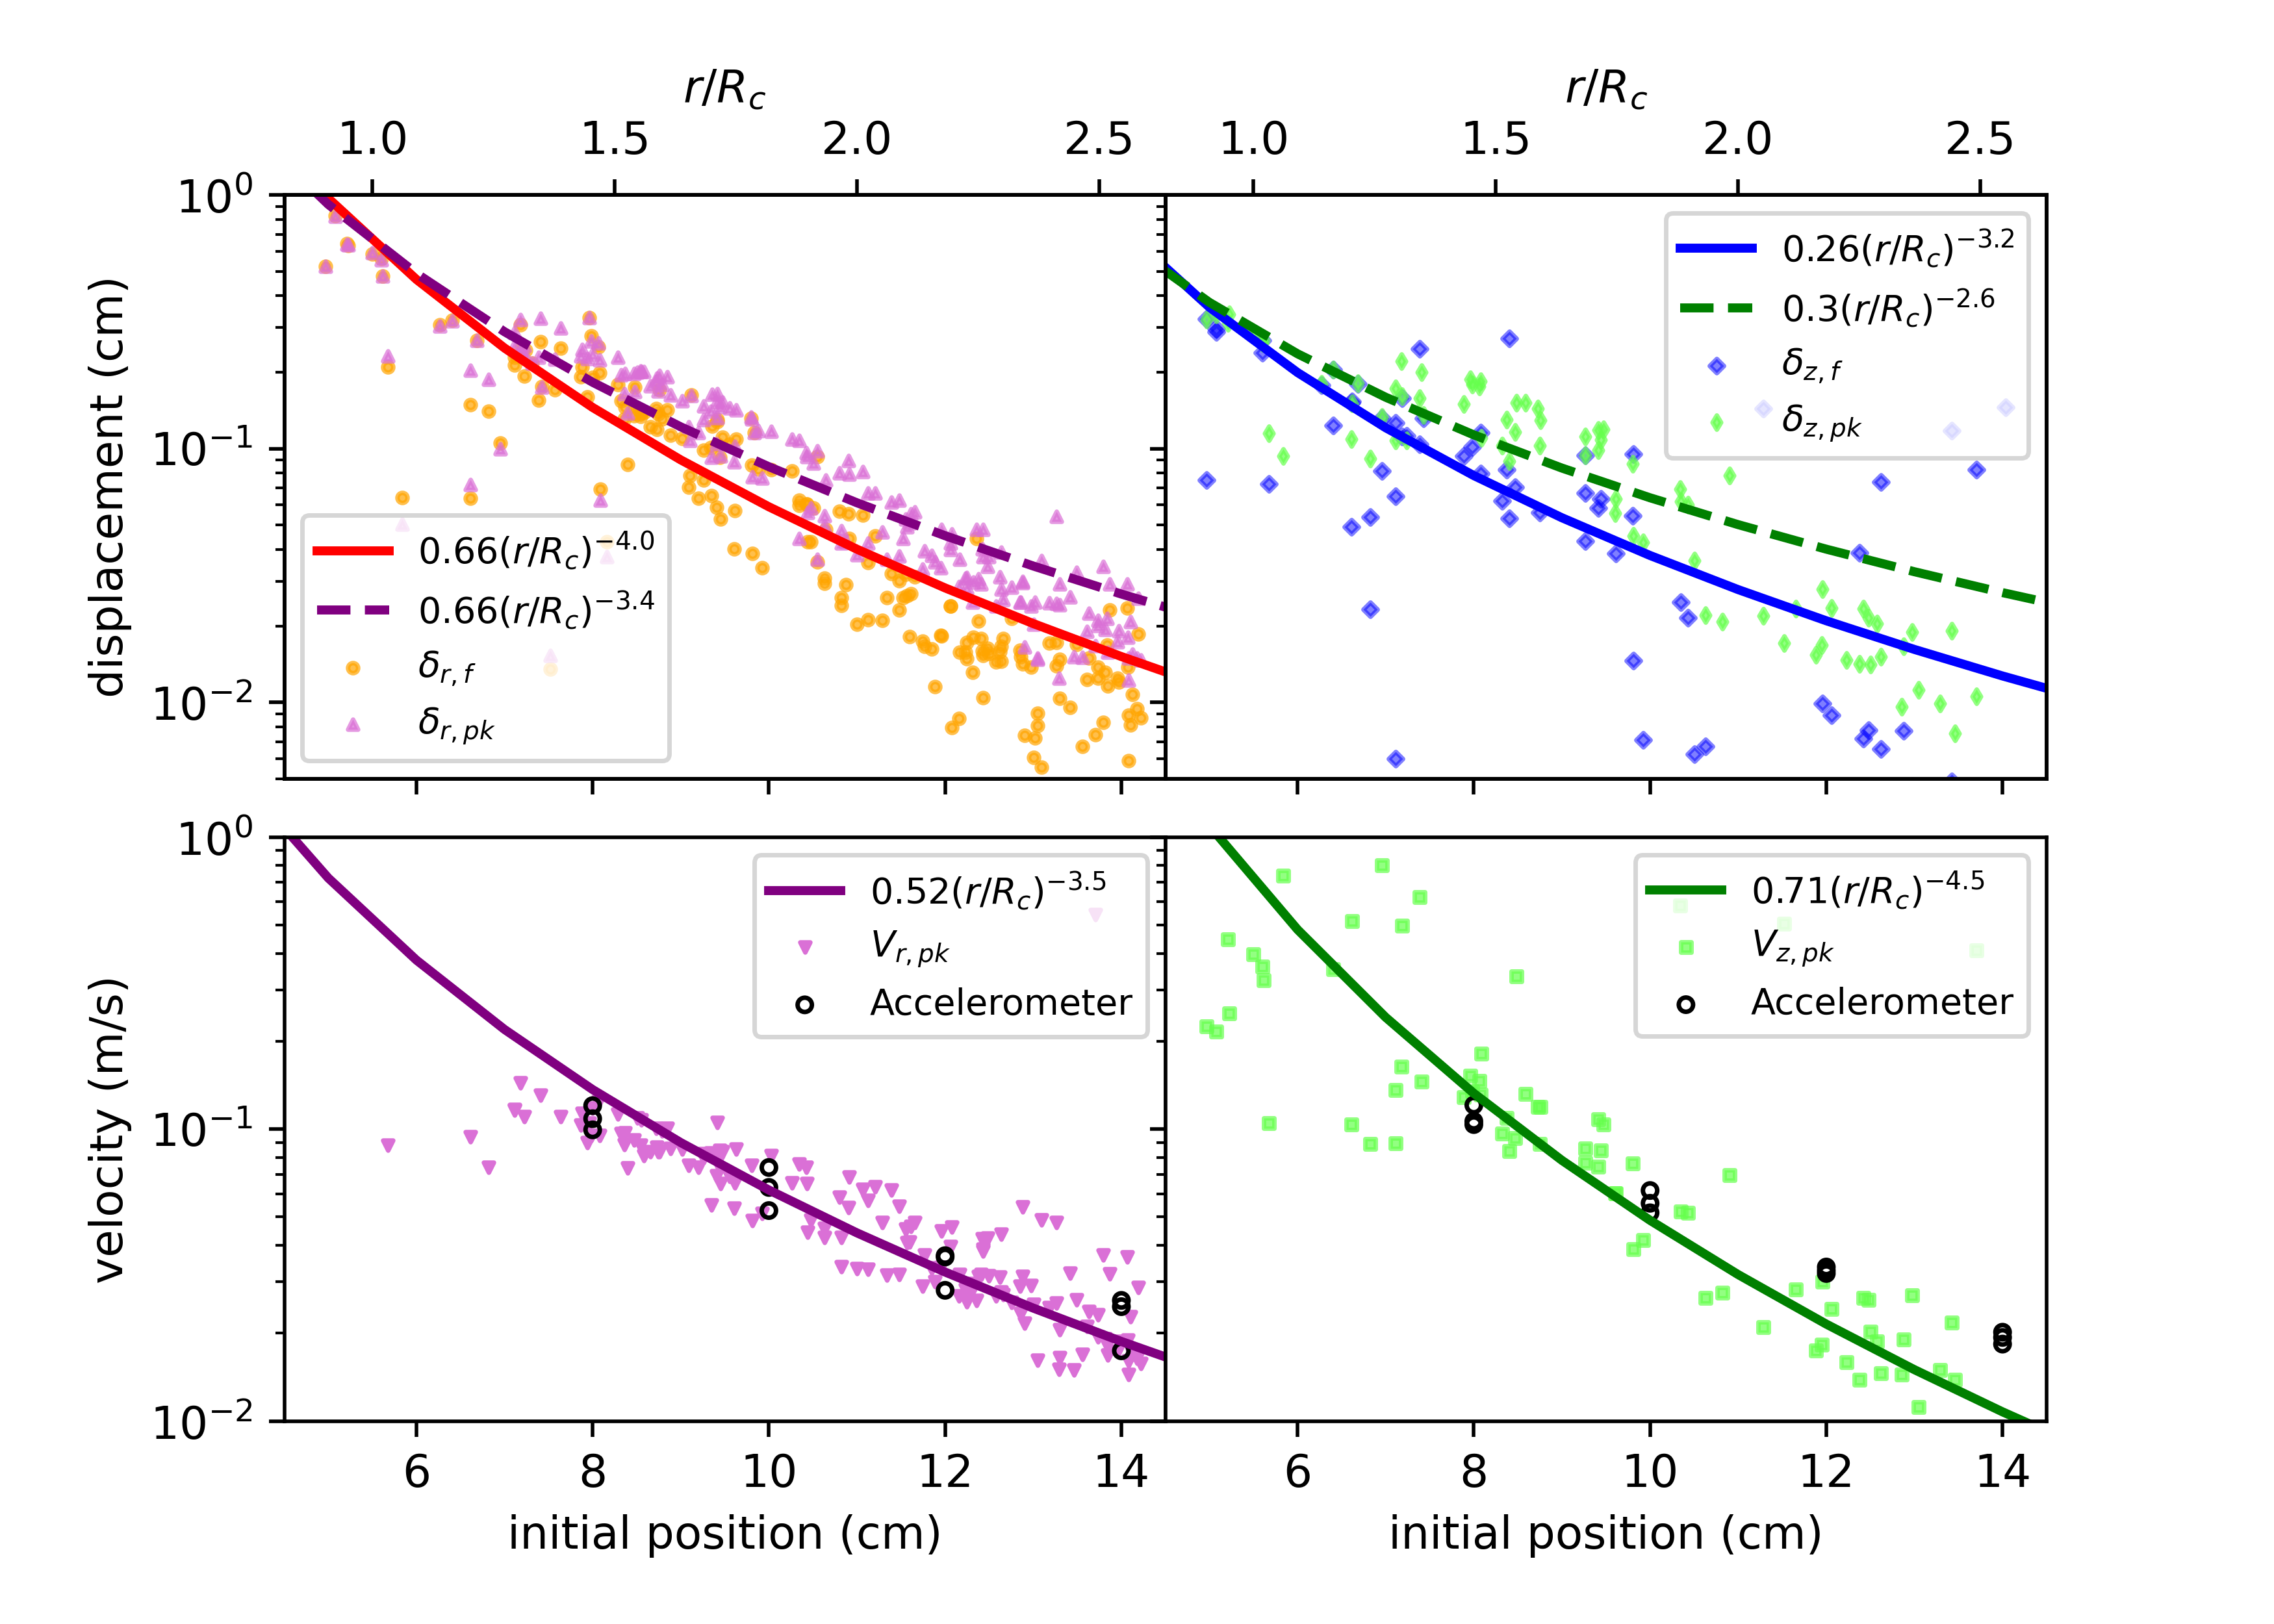 r/R_c r/R_c
1.0 1.5 2.0 2.5 1.0 1.5 2.0 2.5
displacement (cm)
10^0
10^−1
10^−2
0.66(r/R_c)^−4.0
0.66(r/R_c)^−3.4
δ_r,f
δ_r,pk
0.26(r/R_c)^−3.2
0.3(r/R_c)^−2.6
δ_z,f
δ_z,pk
velocity (m/s)
10^0
10^−1
10^−2
0.52(r/R_c)^−3.5
V_r,pk
Accelerometer
0.71(r/R_c)^−4.5
V_z,pk
Accelerometer
6 8 10 12 14 6 8 10 12 14
initial position (cm) initial position (cm)